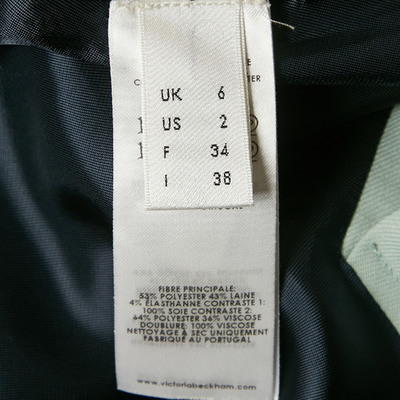 UK 6
US 2
F 34
I 38
FIBRE PRINCIPALE:
53% POLYESTER 43% LAINE
4% ÉLASTHANNE CONTRASTE 1:
100% SOIE CONTRASTE 2:
64% POLYESTER 36% VISCOSE
DOUBLURE: 100% VISCOSE
NETTOYAGE À SEC UNIQUEMENT
FABRIQUÉ AU PORTUGAL
www.victoriabeckham.com